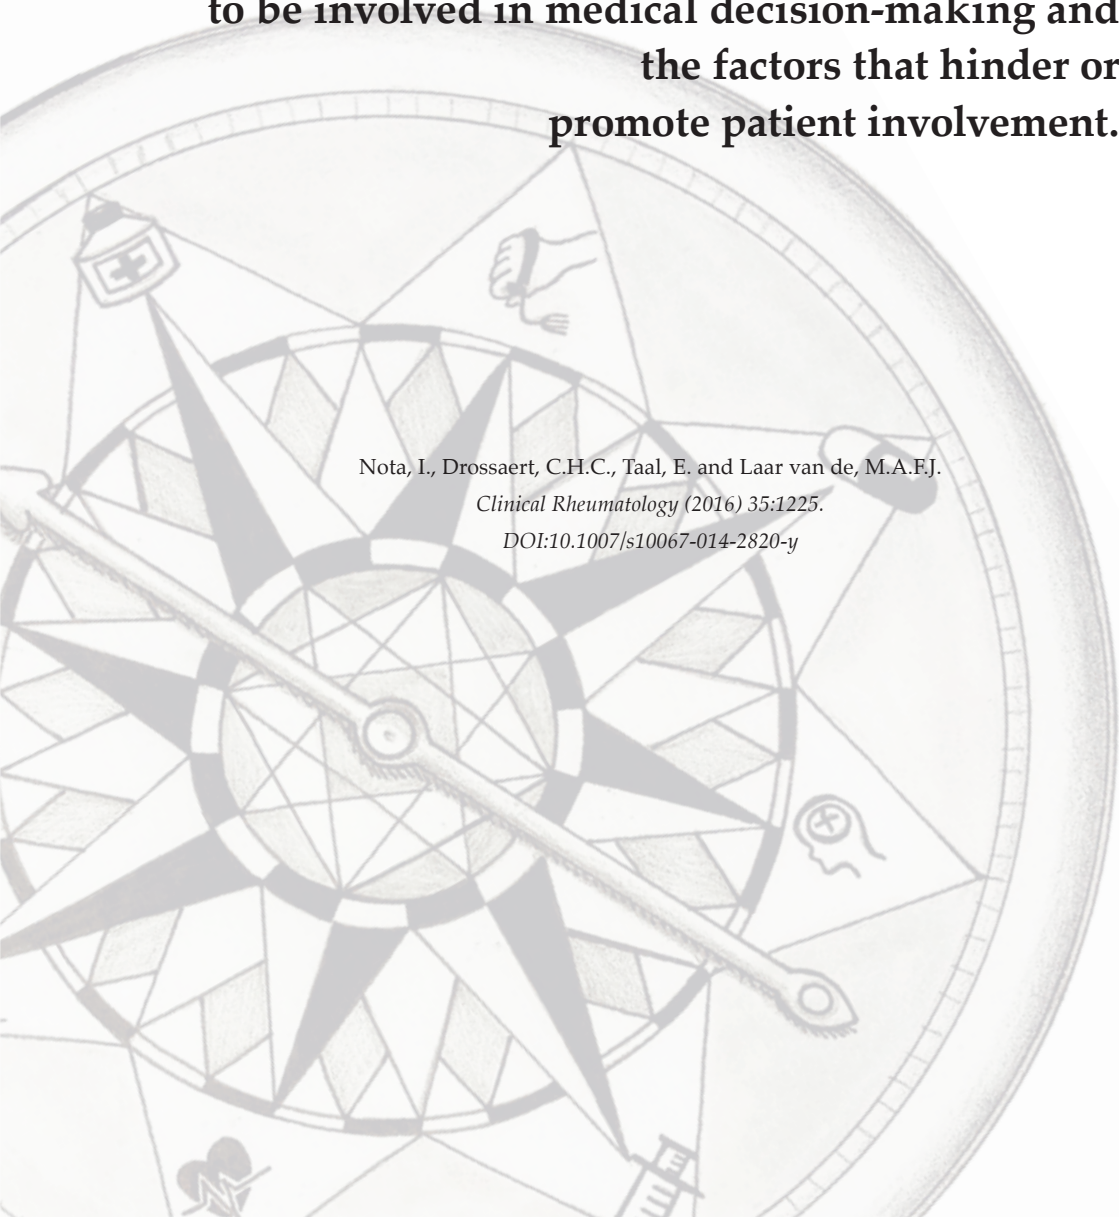 to be involved in medical decision-making and
the factors that hinder or
promote patient involvement.
Nota, I., Drossaert, C.H.C., Taal, E. and Laar van de, M.A.F.J.
Clinical Rheumatology (2016) 35:1225.
DOI:10.1007/s10067-014-2820-y